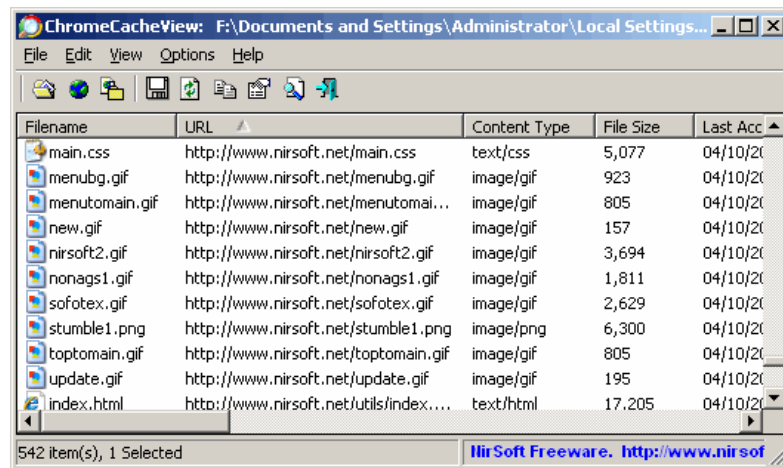 ChromeCacheView: F:\Documents and Settings\Administrator\Local Settings...
File Edit View Options Help
Filename URL Content Type File Size Last Acc
main.css http://www.nirsoft.net/main.css text/css 5,077 04/10/20
menubg.gif http://www.nirsoft.net/menubg.gif image/gif 923 04/10/20
menutomain.gif http://www.nirsoft.net/menutomai... image/gif 805 04/10/20
new.gif http://www.nirsoft.net/new.gif image/gif 157 04/10/20
nirsoft2.gif http://www.nirsoft.net/nirsoft2.gif image/gif 3,694 04/10/20
nonags1.gif http://www.nirsoft.net/nonags1.gif image/gif 1,811 04/10/20
sofotex.gif http://www.nirsoft.net/sofotex.gif image/gif 2,629 04/10/20
stumble1.png http://www.nirsoft.net/stumble1.png image/png 6,300 04/10/20
toptomain.gif http://www.nirsoft.net/toptomain.gif image/gif 805 04/10/20
update.gif http://www.nirsoft.net/update.gif image/gif 195 04/10/20
index.html http://www.nirsoft.net/utils/index.... text/html 17,205 04/10/20
542 item(s), 1 Selected NirSoft Freeware. http://www.nirsof